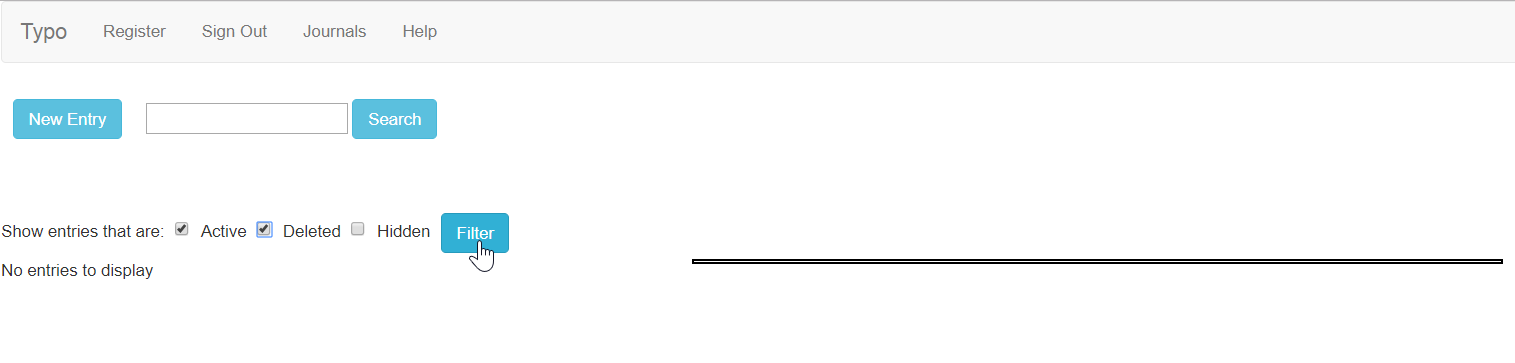 Typo Register Sign Out Journals Help
New Entry Search
Show entries that are: Active Deleted Hidden Filter
No entries to display